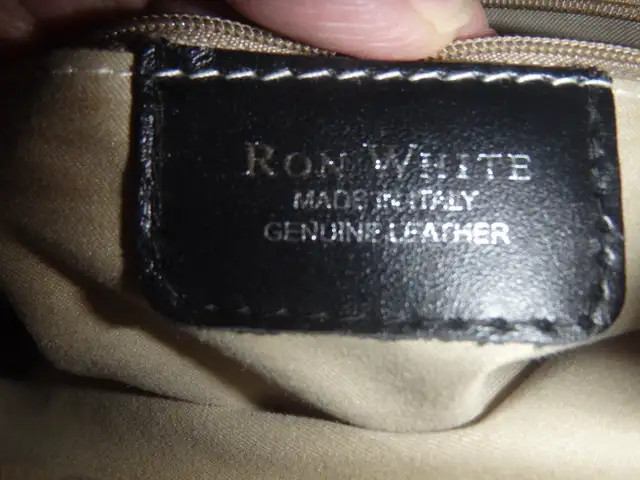 RON WHITE
MADE IN ITALY
GENUINE LEATHER